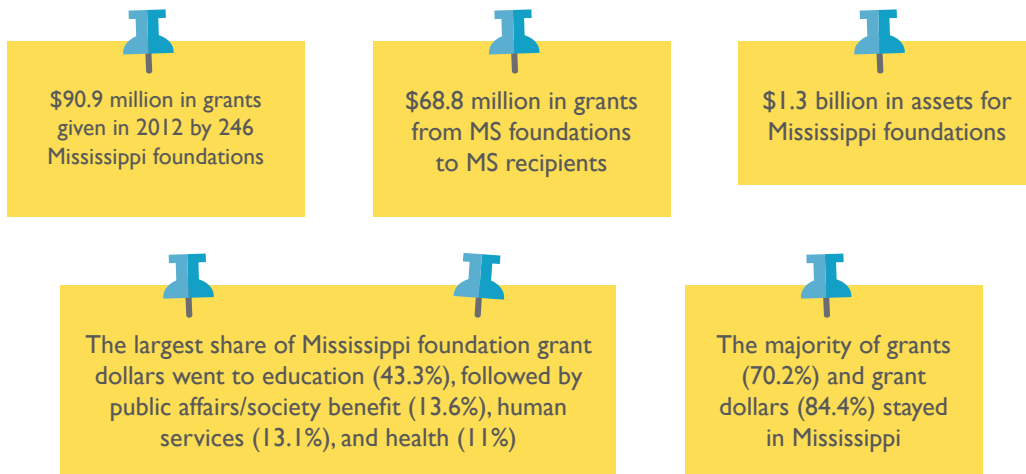 $90.9 million in grants
given in 2012 by 246
Mississippi foundations
$68.8 million in grants
from MS foundations
to MS recipients
$1.3 billion in assets for
Mississippi foundations
The largest share of Mississippi foundation grant
dollars went to education (43.3%), followed by
public affairs/society benefit (13.6%), human
services (13.1%), and health (11%)
The majority of grants
(70.2%) and grant
dollars (84.4%) stayed
in Mississippi